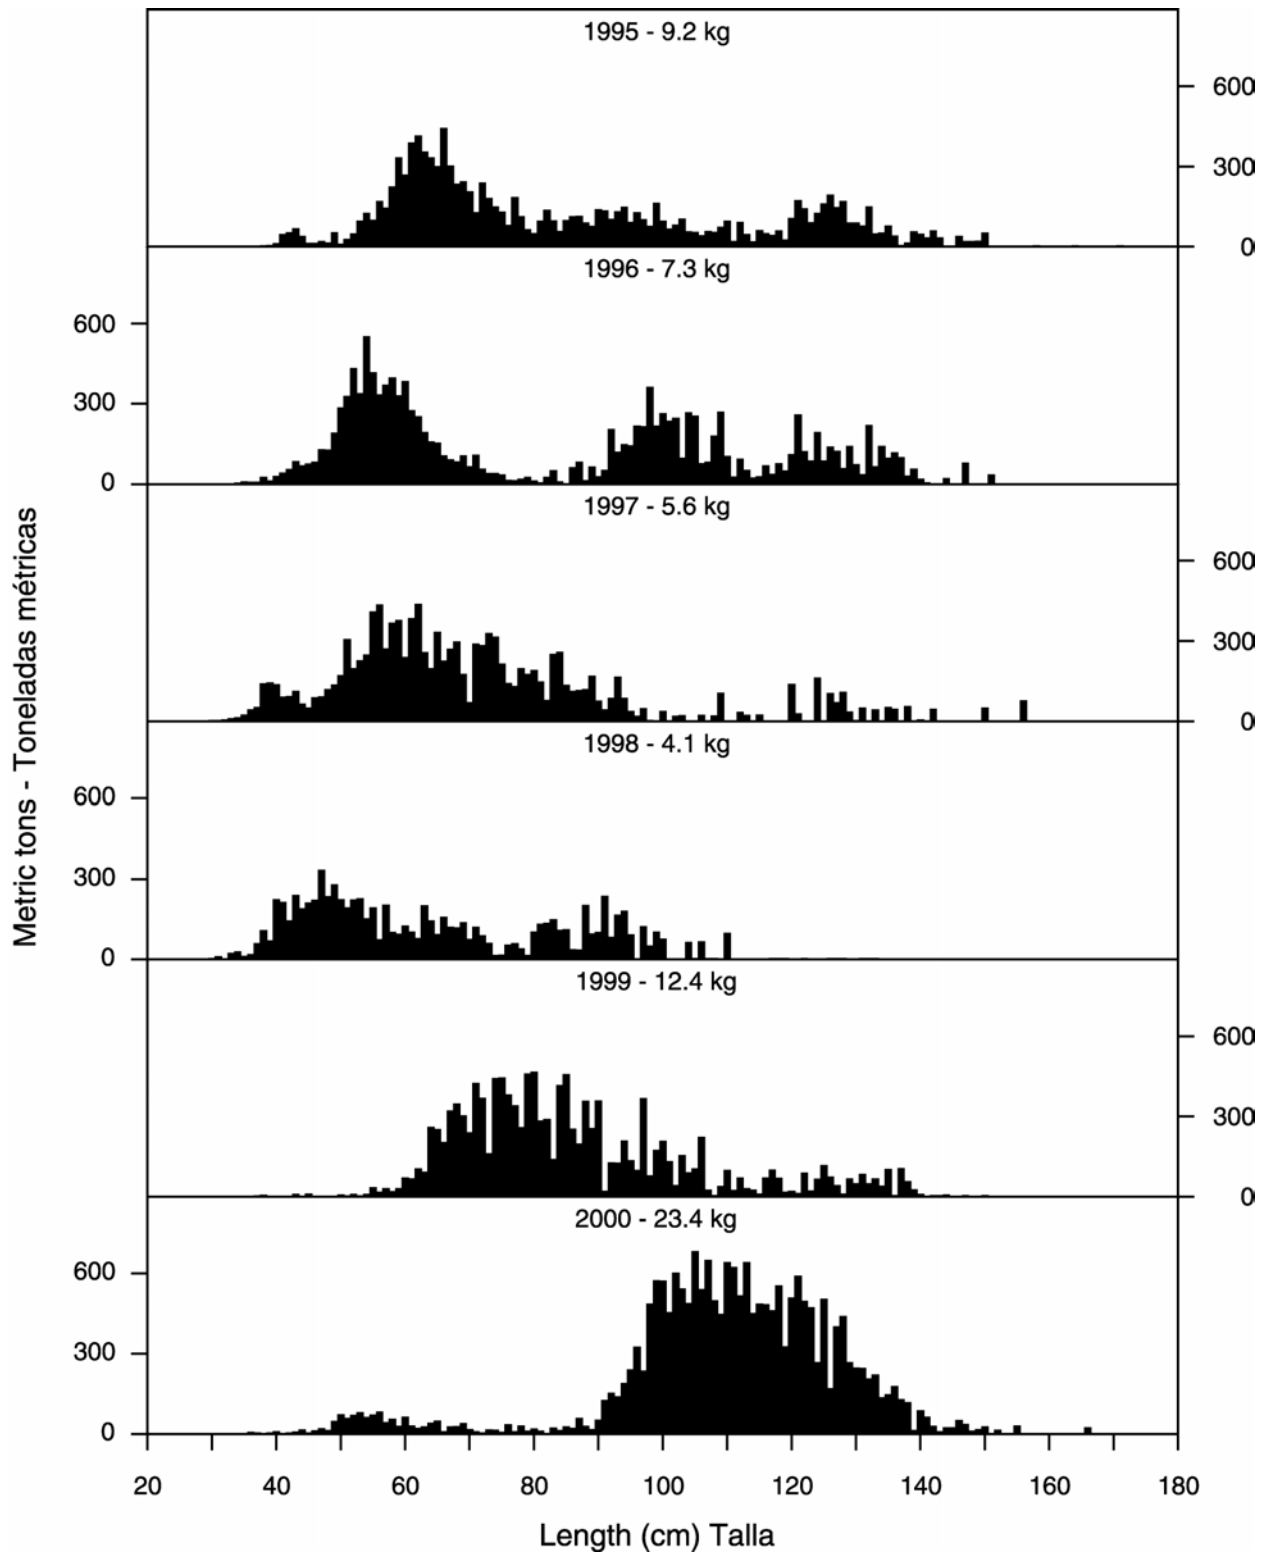 1995 - 9.2 kg
600
300
0
1996 - 7.3 kg
600
300
0
1997 - 5.6 kg
600
300
0
1998 - 4.1 kg
600
300
0
1999 - 12.4 kg
600
300
0
2000 - 23.4 kg
600
300
0
Metric tons - Toneladas métricas
20 40 60 80 100 120 140 160 180
Length (cm) Talla